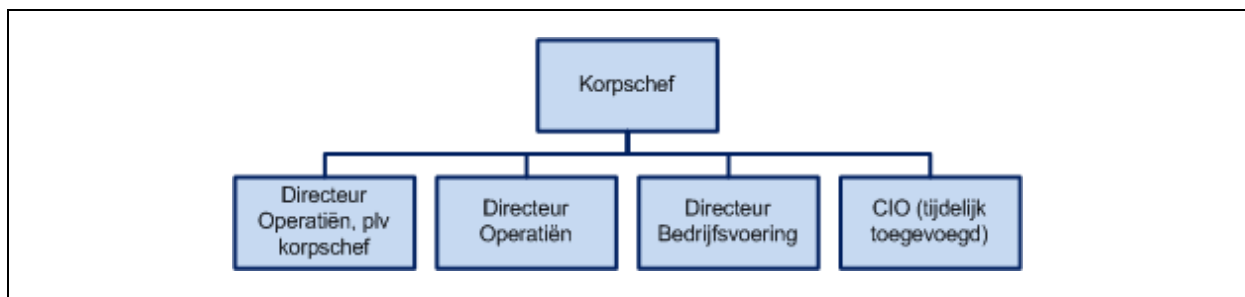 Korpschef
Directeur
Operatiën, plv
korpschef
Directeur
Operatiën
Directeur
Bedrijfsvoering
CIO (tijdelijk
toegevoegd)